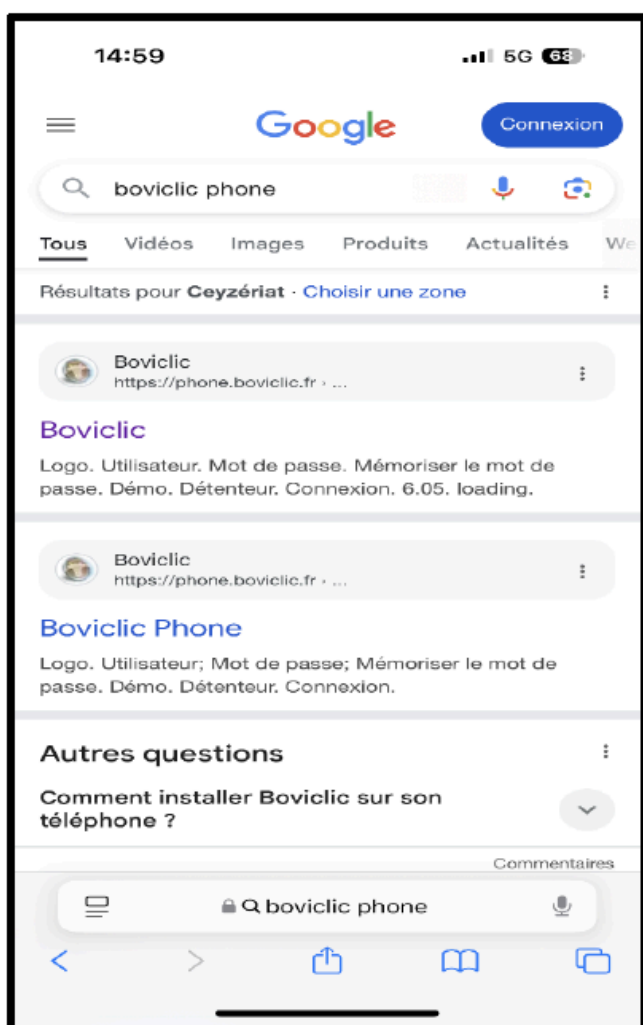 14:59 5G 68
Google
Connexion
boviclic phone
Tous Vidéos Images Produits Actualités We
Résultats pour Ceyzériat · Choisir une zone
Boviclic
https://phone.boviclic.fr › ...
Boviclic
Logo. Utilisateur. Mot de passe. Mémoriser le mot de
passe. Démo. Détenteur. Connexion. 6.05. loading.
Boviclic
https://phone.boviclic.fr › ...
Boviclic Phone
Logo. Utilisateur; Mot de passe; Mémoriser le mot de
passe. Démo. Détenteur. Connexion.
Autres questions
Comment installer Boviclic sur son
téléphone ?
Commentaires
boviclic phone